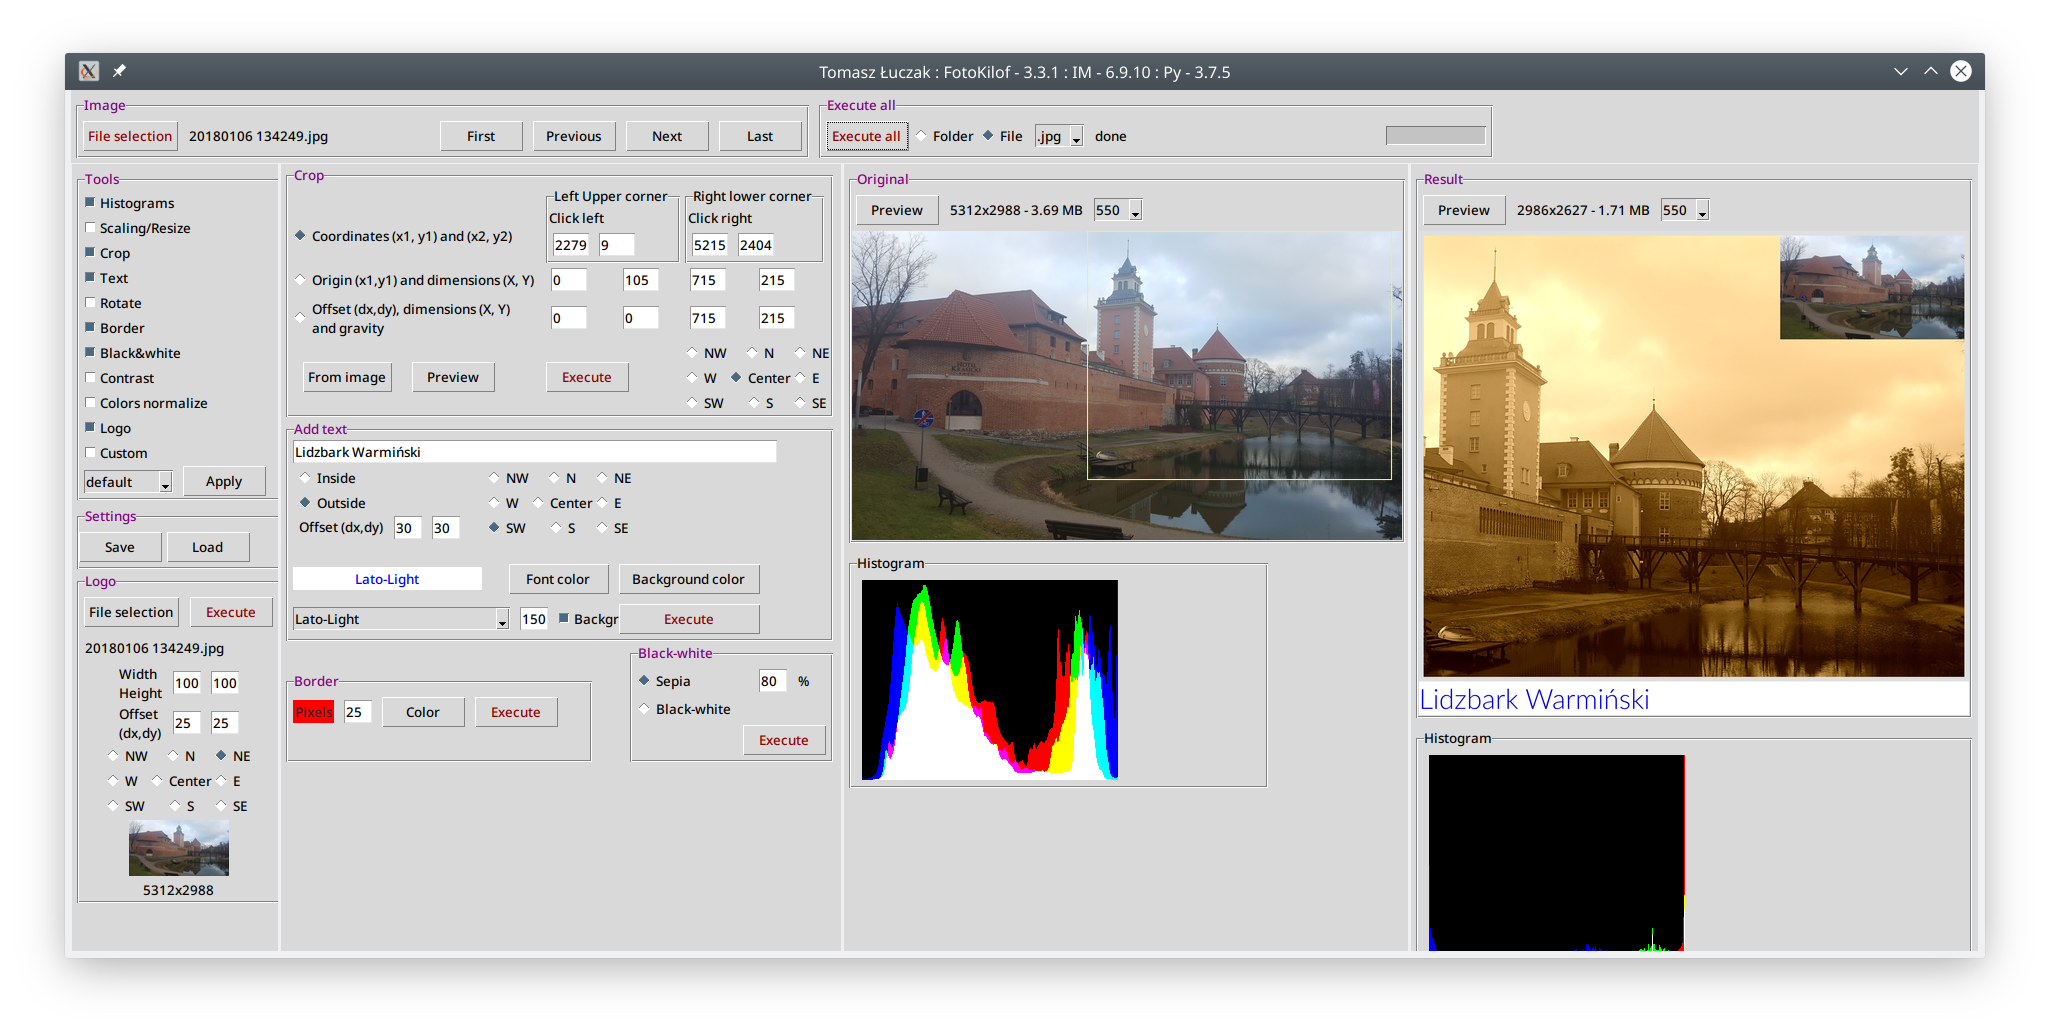 Tomasz Łuczak : FotoKilof - 3.3.1 : IM - 6.9.10 : Py - 3.7.5
Image
File selection 20180106 134249.jpg First Previous Next Last
Execute all
Execute all Folder File .jpg done
Tools
Histograms
Scaling/Resize
Crop
Text
Rotate
Border
Black&white
Contrast
Colors normalize
Logo
Custom
default Apply
Settings
Save Load
Logo
File selection Execute
20180106 134249.jpg
Width
Height 100 100
Offset
(dx,dy) 25 25
NW N NE
W Center E
SW S SE
5312x2988
Crop
Left Upper corner Right lower corner
Click left Click right
Coordinates (x1, y1) and (x2, y2) 2279 9 5215 2404
Origin (x1,y1) and dimensions (X, Y) 0 105 715 215
Offset (dx,dy), dimensions (X, Y)
and gravity 0 0 715 215
NW N NE
From image Preview Execute W Center E
SW S SE
Add text
Lidzbark Warmiński
Inside NW N NE
Outside W Center E
Offset (dx,dy) 30 30 SW S SE
Lato-Light Font color Background color
Lato-Light 150 Backgr Execute
Border
Pixels 25 Color Execute
Black-white
Sepia 80 %
Black-white
Execute
Original
Preview 5312x2988 - 3.69 MB 550
Histogram
Result
Preview 2986x2627 - 1.71 MB 550
Lidzbark Warmiński
Histogram